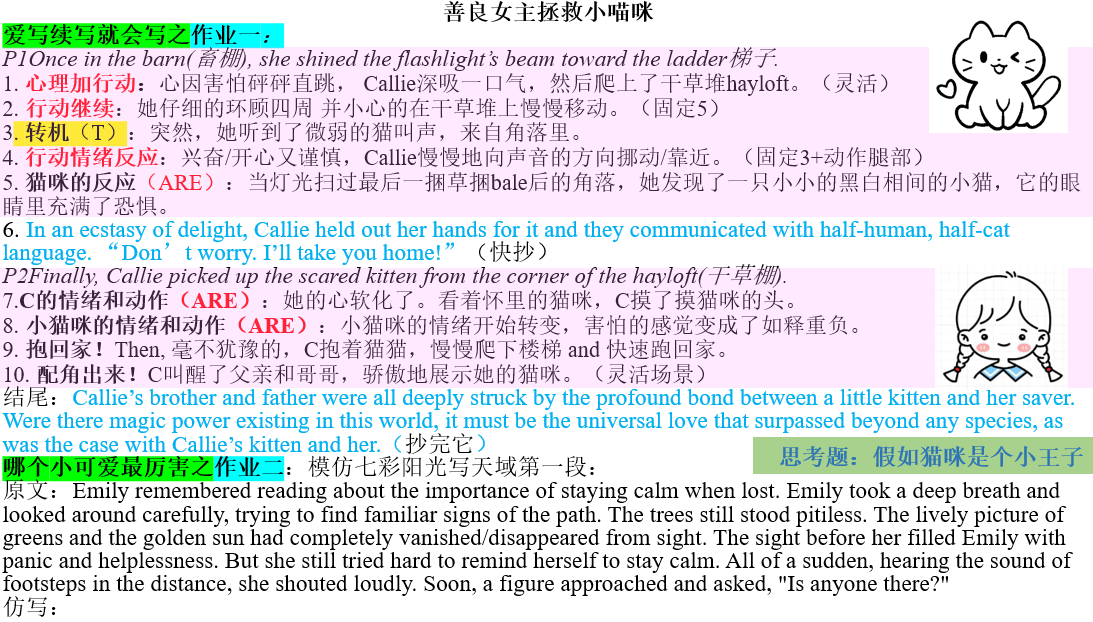 善良女主拯救小喵咪
爱写续写就会写之作业一：
P1Once in the barn(畜棚), she shined the flashlight’s beam toward the ladder梯子.
1. 心理加行动：心因害怕砰砰直跳， Callie深吸一口气，然后爬上了干草堆hayloft。（灵活）
2. 行动继续：她仔细的环顾四周 并小心的在干草堆上慢慢移动。（固定5）
3. 转机（T）：突然，她听到了微弱的猫叫声，来自角落里。
4. 行动情绪反应：兴奋/开心又谨慎，Callie慢慢地向声音的方向挪动/靠近。（固定3+动作腿部）
5. 猫咪的反应（ARE）：当灯光扫过最后一捆草捆bale后的角落，她发现了一只小小的黑白相间的小猫，它的眼
睛里充满了恐惧。
6. In an ecstasy of delight, Callie held out her hands for it and they communicated with half-human, half-cat
language. “Don’t worry. I’ll take you home!”（快抄）
P2Finally, Callie picked up the scared kitten from the corner of the hayloft(干草棚).
7.C的情绪和动作（ARE）：她的心软化了。看着怀里的猫咪，C摸了摸猫咪的头。
8. 小猫咪的情绪和动作（ARE）：小猫咪的情绪开始转变，害怕的感觉变成了如释重负。
9. 抱回家！Then, 毫不犹豫的，C抱着猫猫，慢慢爬下楼梯 and 快速跑回家。
10. 配角出来！C叫醒了父亲和哥哥，骄傲地展示她的猫咪。（灵活场景）
结尾：Callie’s brother and father were all deeply struck by the profound bond between a little kitten and her saver.
Were there magic power existing in this world, it must be the universal love that surpassed beyond any species, as
was the case with Callie’s kitten and her.（抄完它）
思考题：假如猫咪是个小王子
哪个小可爱最厉害之作业二：模仿七彩阳光写天域第一段：
原文：Emily remembered reading about the importance of staying calm when lost. Emily took a deep breath and
looked around carefully, trying to find familiar signs of the path. The trees still stood pitiless. The lively picture of
greens and the golden sun had completely vanished/disappeared from sight. The sight before her filled Emily with
panic and helplessness. But she still tried hard to remind herself to stay calm. All of a sudden, hearing the sound of
footsteps in the distance, she shouted loudly. Soon, a figure approached and asked, "Is anyone there?"
仿写：